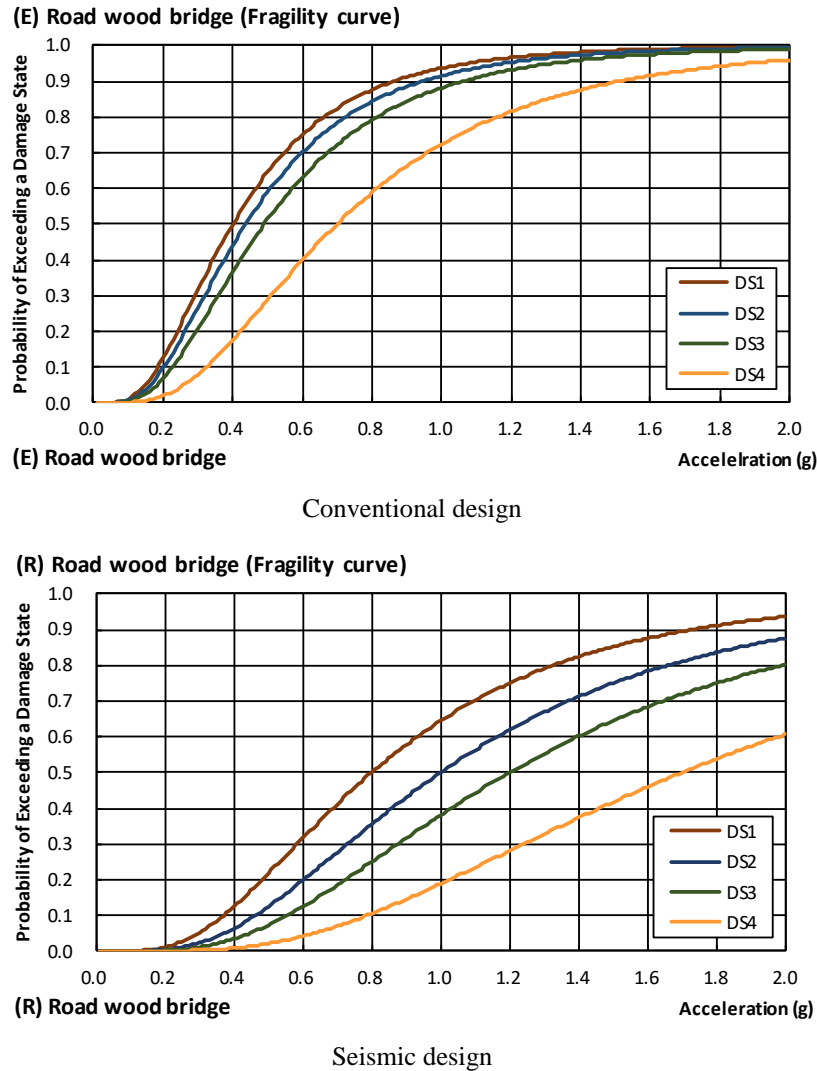 (E) Road wood bridge (Fragility curve)
Probability of Exceeding a Damage State
1.0
0.9
0.8
0.7
0.6
0.5
0.4
0.3
0.2
0.1
0.0
DS1
DS2
DS3
DS4
0.0 0.2 0.4 0.6 0.8 1.0 1.2 1.4 1.6 1.8 2.0
(E) Road wood bridge Accelelration (g)
Conventional design
(R) Road wood bridge (Fragility curve)
Probability of Exceeding a Damage State
1.0
0.9
0.8
0.7
0.6
0.5
0.4
0.3
0.2
0.1
0.0
DS1
DS2
DS3
DS4
0.0 0.2 0.4 0.6 0.8 1.0 1.2 1.4 1.6 1.8 2.0
(R) Road wood bridge Acceleration (g)
Seismic design